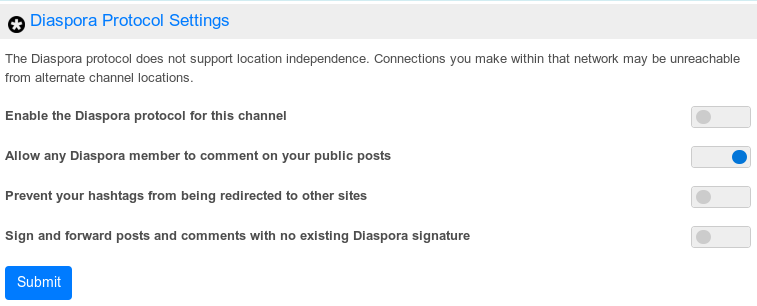 Diaspora Protocol Settings
The Diaspora protocol does not support location independence. Connections you make within that network may be unreachable
from alternate channel locations.
Enable the Diaspora protocol for this channel
Allow any Diaspora member to comment on your public posts
Prevent your hashtags from being redirected to other sites
Sign and forward posts and comments with no existing Diaspora signature
Submit